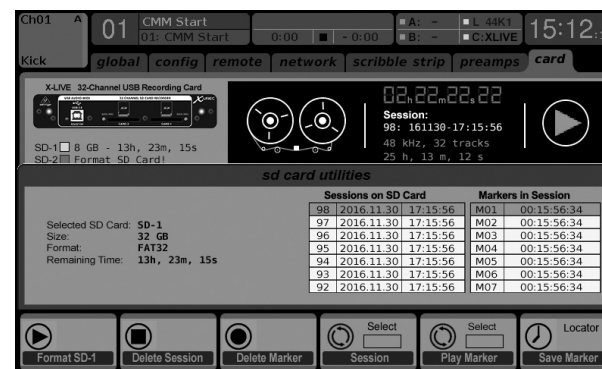 Ch01 A
Kick
01
CMM Start
01: CMM Start
0:00
- 0:00
A: -
B: -
L 44K1
C:XLIVE
15:12
global
config
remote
network
scribble strip
preamps
card
X-LIVE 32-Channel USB Recording Card
SD-1 8 GB - 13h, 23m, 15s
SD-2 Format SD Card!
22h22m22s22
Session:
98: 161130-17:15:56
48 kHz, 32 tracks
25 h, 13 m, 12 s
sd card utilities
Selected SD Card: SD-1
Size: 32 GB
Format: FAT32
Remaining Time: 13h, 23m, 15s
Sessions on SD Card
98 2016.11.30 17:15:56
97 2016.11.30 17:15:56
96 2016.11.30 17:15:56
95 2016.11.30 17:15:56
94 2016.11.30 17:15:56
93 2016.11.30 17:15:56
92 2016.11.30 17:15:56
Markers in Session
M01 00:15:56:34
M02 00:15:56:34
M03 00:15:56:34
M04 00:15:56:34
M05 00:15:56:34
M06 00:15:56:34
M07 00:15:56:34
Format SD-1
Delete Session
Delete Marker
Select
Session
Select
Play Marker
Locator
Save Marker